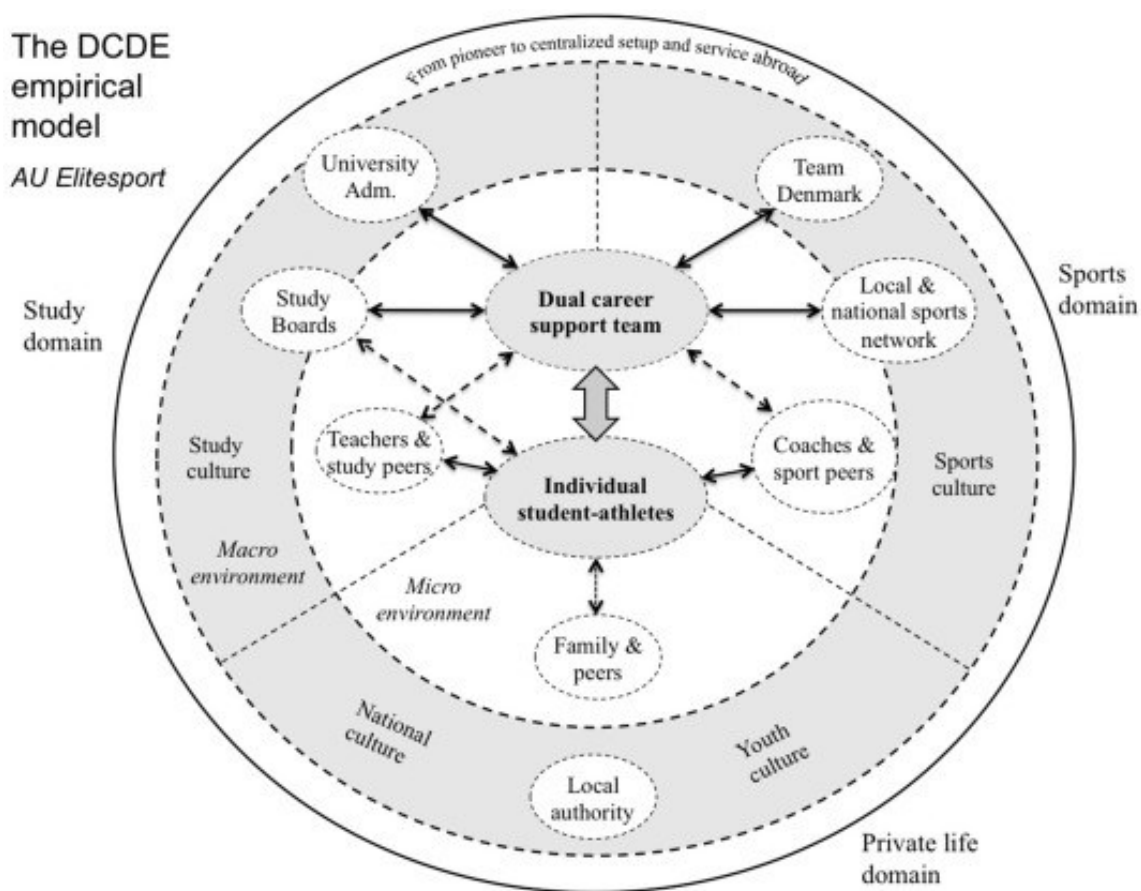 The DCDE
empirical
model
AU Elitesport
From pioneer to centralized setup and service abroad
University
Adm.
Team
Denmark
Study
domain
Study
Boards
Dual career
support team
Local &
national sports
network
Sports
domain
Study
culture
Teachers &
study peers
Individual
student-athletes
Coaches &
sport peers
Sports
culture
Macro
environment
Micro
environment
Family &
peers
National
culture
Youth
culture
Local
authority
Private life
domain